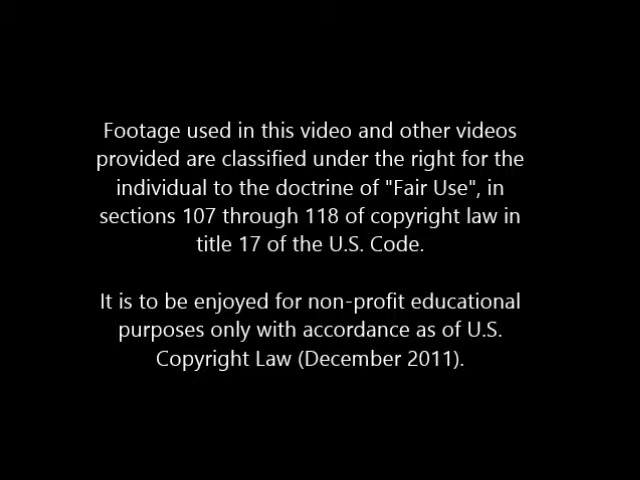 Footage used in this video and other videos
provided are classified under the right for the
individual to the doctrine of "Fair Use", in
sections 107 through 118 of copyright law in
title 17 of the U.S. Code.
It is to be enjoyed for non-profit educational
purposes only with accordance as of U.S.
Copyright Law (December 2011).